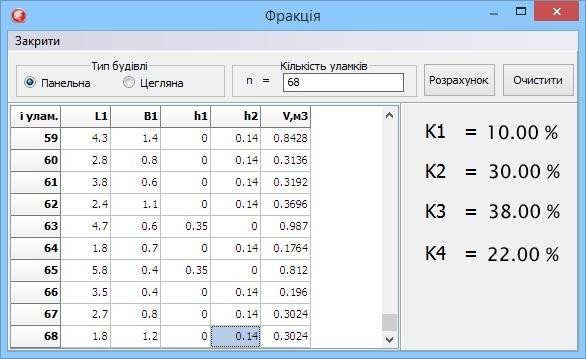 Фракція
Закрити
Тип будівлі
Панельна Цегляна
Кількість уламків
n = 68
Розрахунок Очистити
і улам. L1 B1 h1 h2 V,м3
59 4.3 1.4 0 0.14 0.8428
60 2.8 0.8 0 0.14 0.3136
61 3.8 0.6 0 0.14 0.3192
62 2.4 1.1 0 0.14 0.3696
63 4.7 0.6 0.35 0 0.987
64 1.8 0.7 0 0.14 0.1764
65 5.8 0.4 0.35 0 0.812
66 3.5 0.4 0 0.14 0.196
67 2.7 0.8 0 0.14 0.3024
68 1.8 1.2 0 0.14 0.3024
K1 = 10.00 %
K2 = 30.00 %
K3 = 38.00 %
K4 = 22.00 %